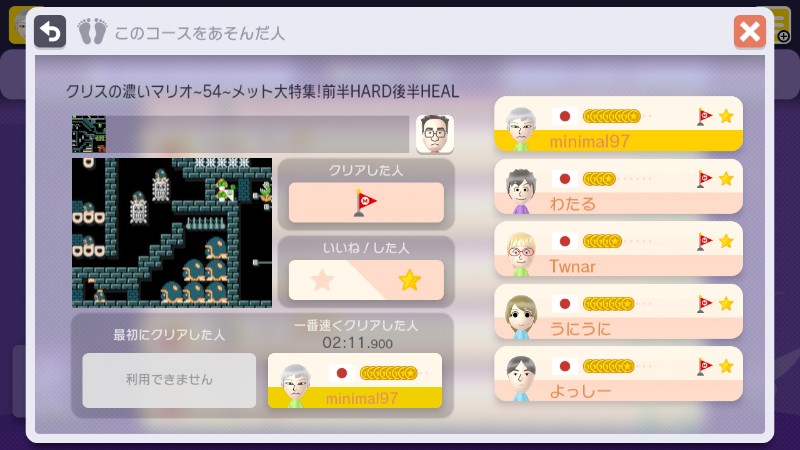 このコースをあそんだ人
クリスの濃いマリオ~54~メット大特集!前半HARD後半HEAL
クリアした人
いいね！した人
最初にクリアした人
利用できません
一番速くクリアした人
02:11.900
minimal97
minimal97
わたる
Twnar
うにうに
よっしー